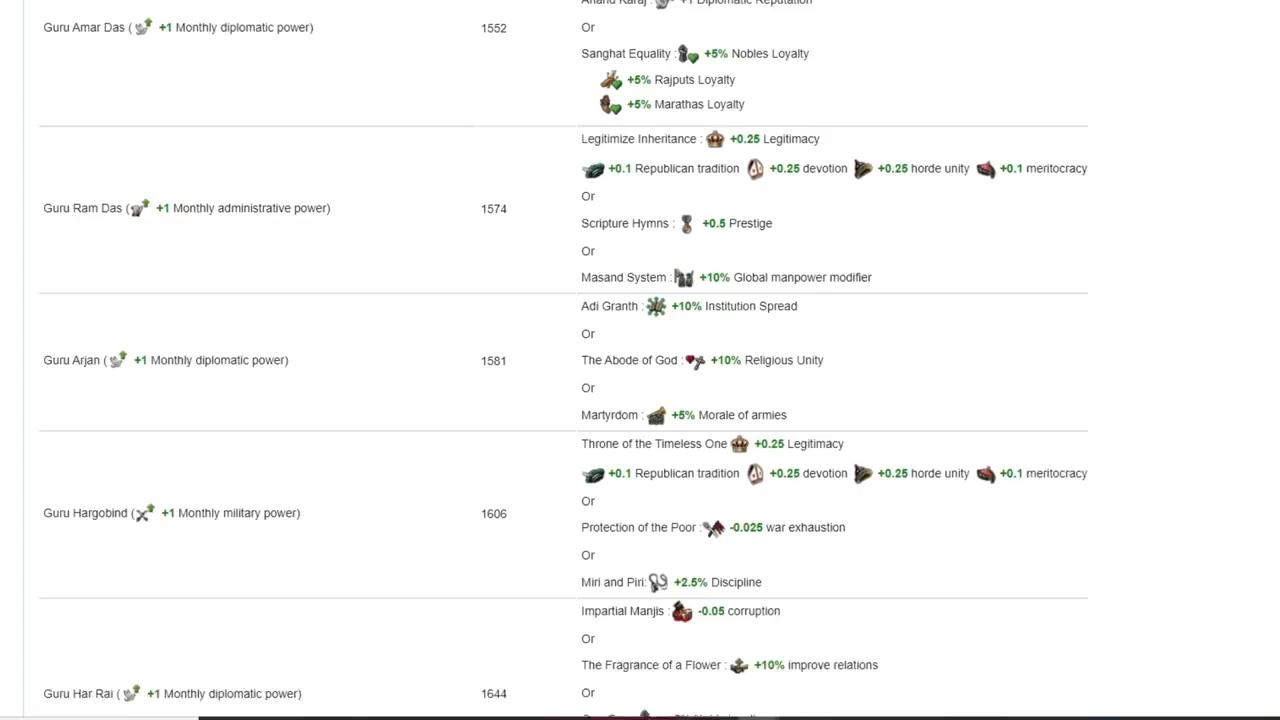 Anand Karaj : +1 Diplomatic Reputation
Guru Amar Das ( +1 Monthly diplomatic power)
1552
Or
Sanghat Equality : +5% Nobles Loyalty
+5% Rajputs Loyalty
+5% Marathas Loyalty
Guru Ram Das ( +1 Monthly administrative power)
1574
Legitimize Inheritance : +0.25 Legitimacy
+0.1 Republican tradition +0.25 devotion +0.25 horde unity +0.1 meritocracy
Or
Scripture Hymns : +0.5 Prestige
Or
Masand System : +10% Global manpower modifier
Guru Arjan ( +1 Monthly diplomatic power)
1581
Adi Granth : +10% Institution Spread
Or
The Abode of God : +10% Religious Unity
Or
Martyrdom : +5% Morale of armies
Guru Hargobind ( +1 Monthly military power)
1606
Throne of the Timeless One +0.25 Legitimacy
+0.1 Republican tradition +0.25 devotion +0.25 horde unity +0.1 meritocracy
Or
Protection of the Poor : -0.025 war exhaustion
Or
Miri and Piri: +2.5% Discipline
Guru Har Rai ( +1 Monthly diplomatic power)
1644
Impartial Manjis : -0.05 corruption
Or
The Fragrance of a Flower : +10% improve relations
Or